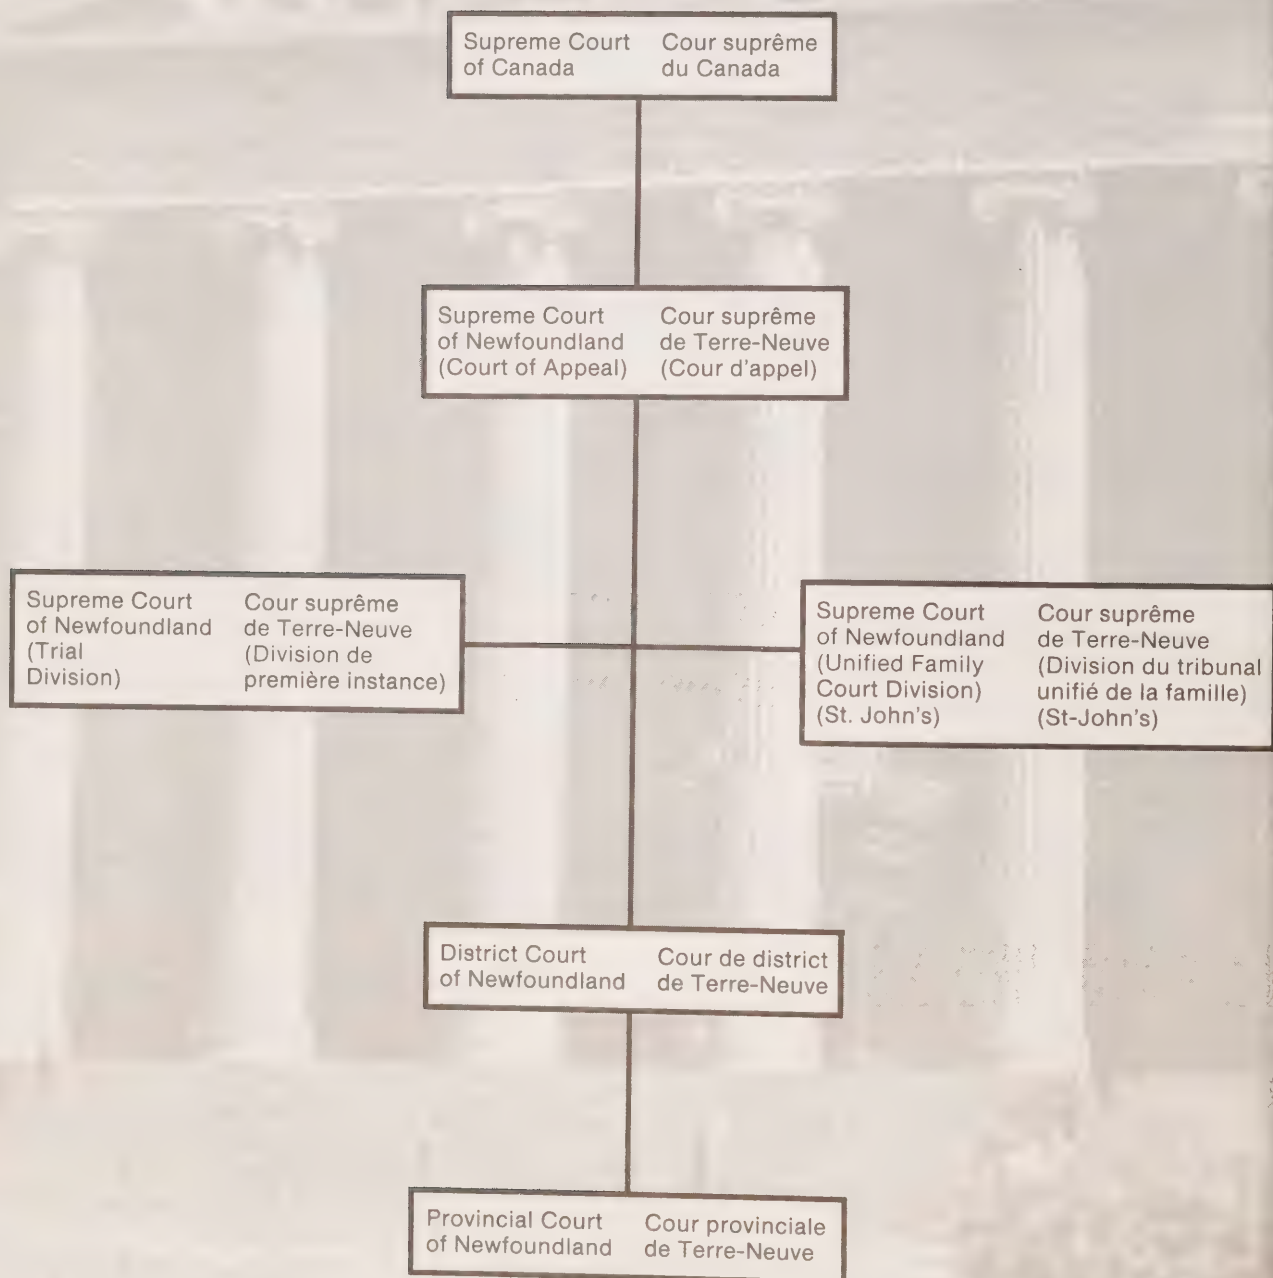 Supreme Court
of Canada
Cour suprême
du Canada
Supreme Court
of Newfoundland
(Court of Appeal)
Cour suprême
de Terre-Neuve
(Cour d'appel)
Supreme Court
of Newfoundland
(Trial
Division)
Cour suprême
de Terre-Neuve
(Division de
première instance)
Supreme Court
of Newfoundland
(Unified Family
Court Division)
(St. John's)
Cour suprême
de Terre-Neuve
(Division du tribunal
unifié de la famille)
(St-John's)
District Court
of Newfoundland
Cour de district
de Terre-Neuve
Provincial Court
of Newfoundland
Cour provinciale
de Terre-Neuve